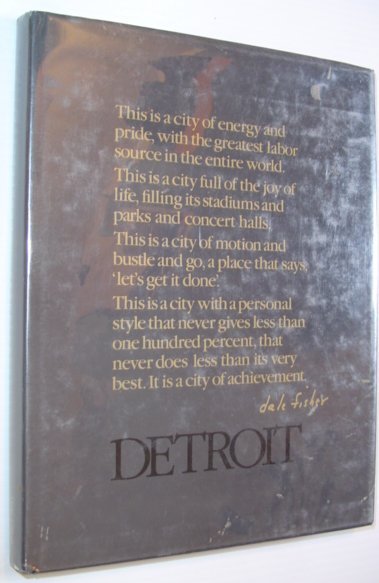 This is a city of energy and
pride, with the greatest labor
source in the entire world.
This is a city full of the joy of
life, filling its stadiums and
parks and concert halls.
This is a city of motion and
bustle and go, a place that says,
'let's get it done'.
This is a city with a personal
style that never gives less than
one hundred percent, that
never does less than its very
best. It is a city of achievement.
dale fisher
DETROIT